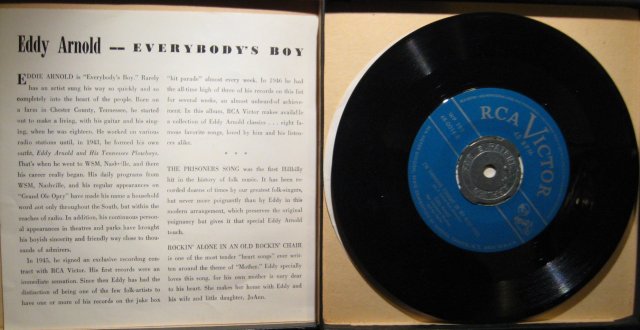 Eddy Arnold — EVERYBODY'S BOY
EDDIE ARNOLD is "Everybody's Boy." Rarely
has an artist sung his way so quickly and so
completely into the heart of the people. Born on
a farm in Chester County, Tennessee, he started
out to make a living, with his guitar and his sing-
ing, when he was eighteen. He worked on various
radio stations until, in 1943, he formed his own
outfit, Eddy Arnold and His Tennessee Plowboys.
That's when he went to WSM, Nashville, and there
his career really began. His daily programs from
WSM, Nashville, and his regular appearances on
"Grand Ole Opry" have made his name a household
word not only throughout the South, but within the
reaches of radio. In addition, his continuous person-
al appearances in theatres and parks have brought
his boyish sincerity and friendly way close to thou-
sands of admirers.
In 1945, he signed an exclusive recording con-
tract with RCA Victor. His first records were an
immediate sensation. Since then Eddy has had the
distinction of being one of the few folk-artists to
have one or more of his records on the juke box
"hit parade" almost every week. In 1946 he had
the all-time high of three of his records on this list
for several weeks, an almost unheard-of achieve-
ment. In this album, RCA Victor makes availabl
a collection of Eddy Arnold classics . . . eight fa-
mous favorite songs, loved by him and his listen-
ers alike.
* * *
THE PRISONERS SONG was the first Hillbilly
hit in the history of folk music. It has been re-
corded dozens of times by our greatest folk-singers,
but never more poignantly than by Eddy in this
modern arrangement, which preserves the original
poignancy but gives it that special Eddy
Arnold touch.
ROCKIN' ALONE IN AN OLD ROCKIN' CHAIR
is one of the most tender "heart songs" ever writ-
ten around the theme of "Mother." Eddy specially
loves this song, for his own mother is very dear
to his heart. She makes her home with Eddy and
his wife and little daughter, JoAnn.
RCA VICTOR
45